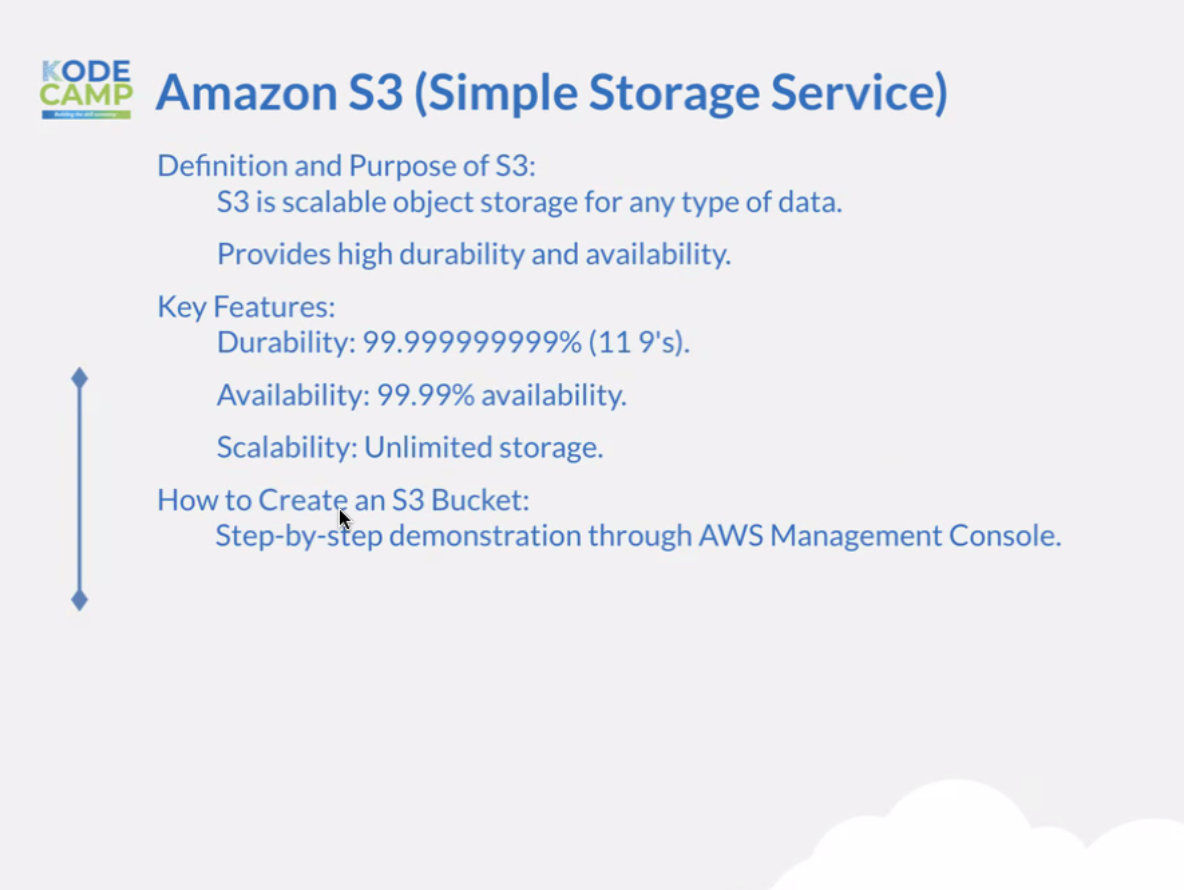 KODE
CAMP
Building the skill economy
Amazon S3 (Simple Storage Service)
Definition and Purpose of S3:
S3 is scalable object storage for any type of data.
Provides high durability and availability.
Key Features:
Durability: 99.999999999% (11 9's).
Availability: 99.99% availability.
Scalability: Unlimited storage.
How to Create an S3 Bucket:
Step-by-step demonstration through AWS Management Console.